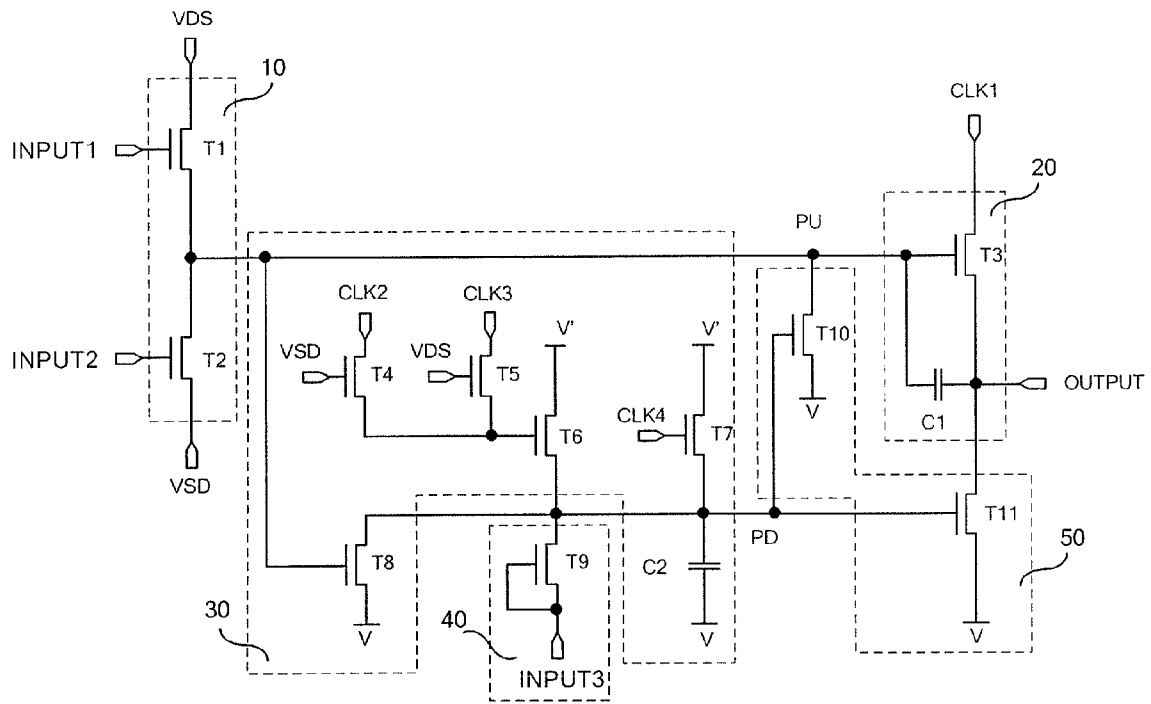 VDS
10
CLK1
INPUT1
T1
20
PU
T3
CLK2
CLK3
V'
V'
T10
INPUT2
T2
VSD
T4
VDS
T5
OUTPUT
V
CLK4
C1
T6
T7
VSD
T11
PD
50
T8
T9
C2
30
V
40
V
V
INPUT3